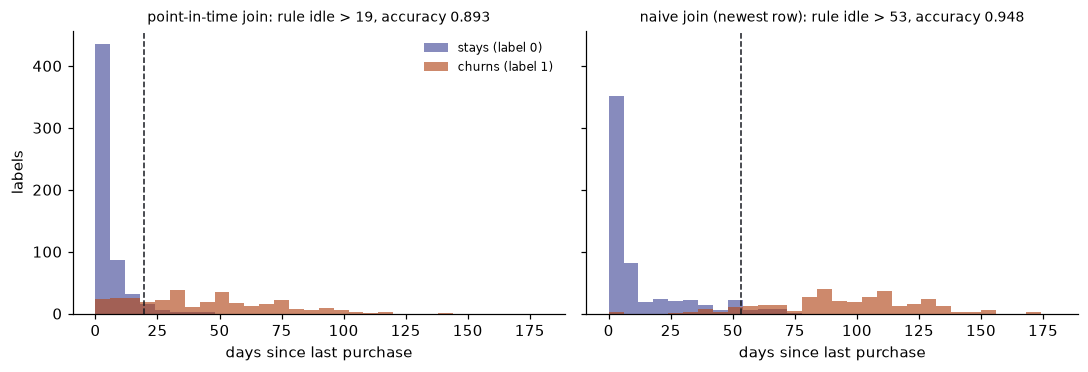 point-in-time join: rule idle > 19, accuracy 0.893
naive join (newest row): rule idle > 53, accuracy 0.948
stays (label 0)
churns (label 1)
labels
400
300
200
100
0
0 25 50 75 100 125 150 175
0 25 50 75 100 125 150 175
days since last purchase
days since last purchase